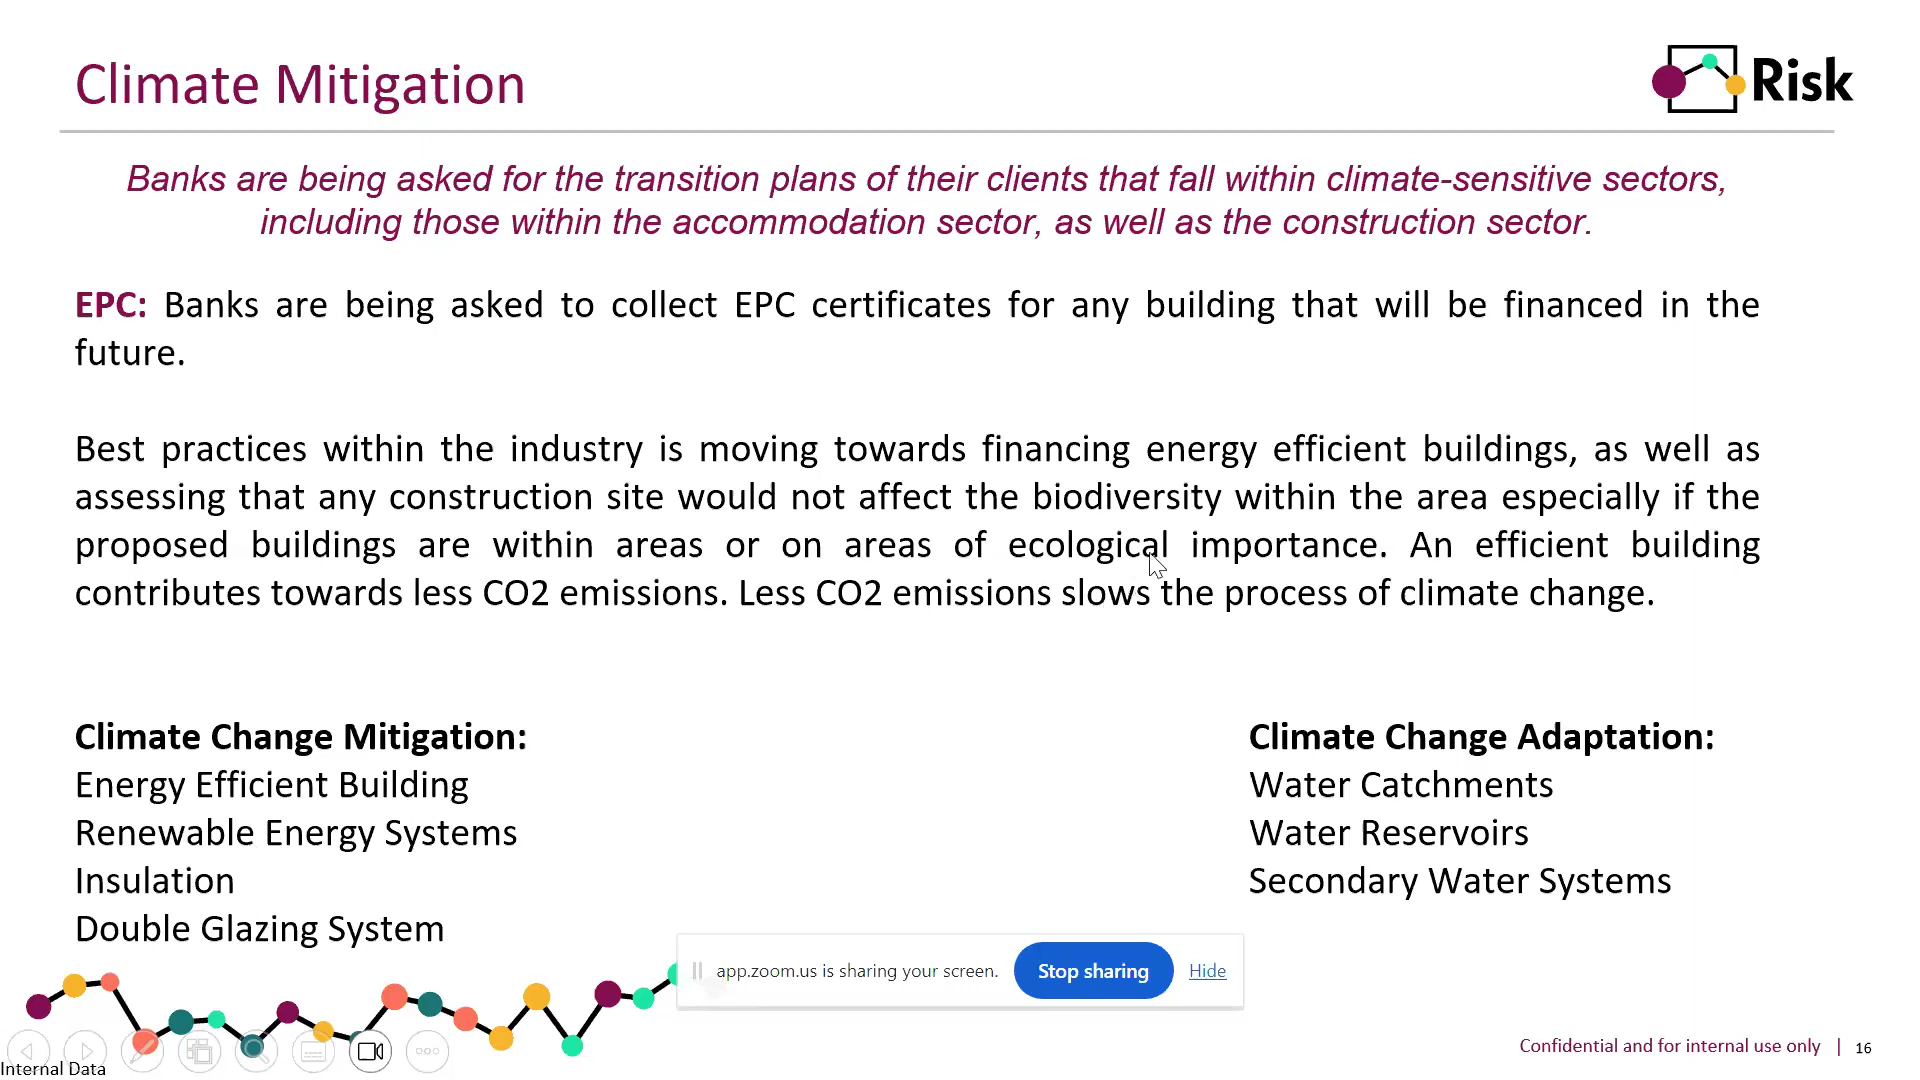 Climate Mitigation
Risk
Banks are being asked for the transition plans of their clients that fall within climate-sensitive sectors,
including those within the accommodation sector, as well as the construction sector.
EPC: Banks are being asked to collect EPC certificates for any building that will be financed in the
future.
Best practices within the industry is moving towards financing energy efficient buildings, as well as
assessing that any construction site would not affect the biodiversity within the area especially if the
proposed buildings are within areas or on areas of ecological importance. An efficient building
contributes towards less CO2 emissions. Less CO2 emissions slows the process of climate change.
Climate Change Mitigation:
Energy Efficient Building
Renewable Energy Systems
Insulation
Double Glazing System
Climate Change Adaptation:
Water Catchments
Water Reservoirs
Secondary Water Systems
app.zoom.us is sharing your screen.
Stop sharing
Hide
Confidential and for internal use only | 16
Internal Data